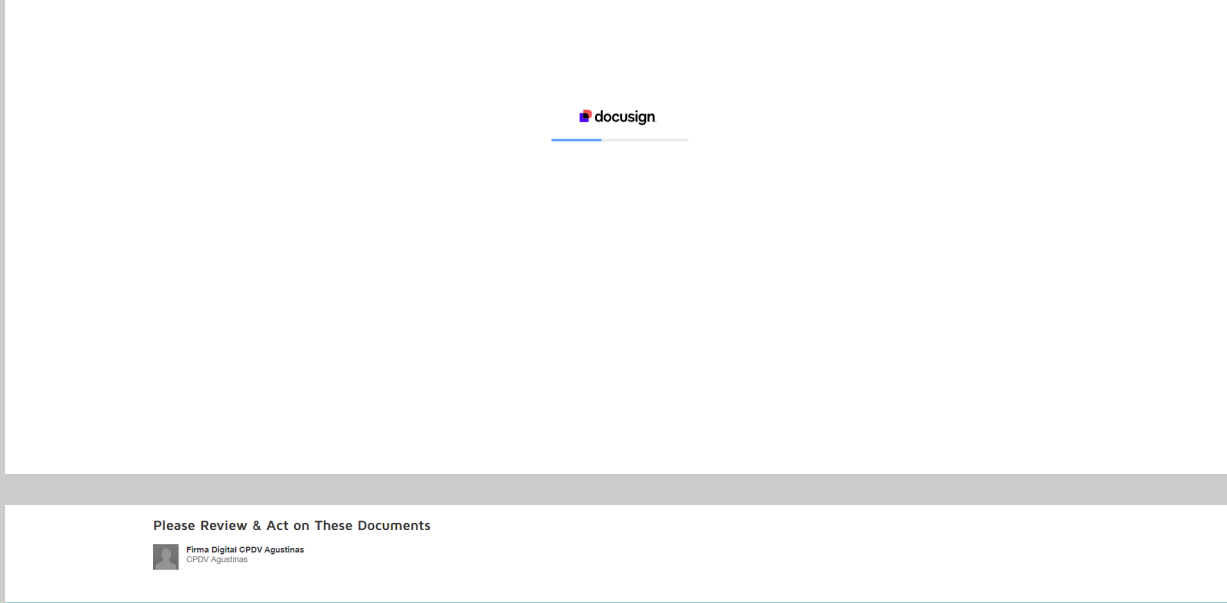 docusign
Please Review & Act on These Documents
Firma Digital CPDV Agustinas
CPDV Agustinas